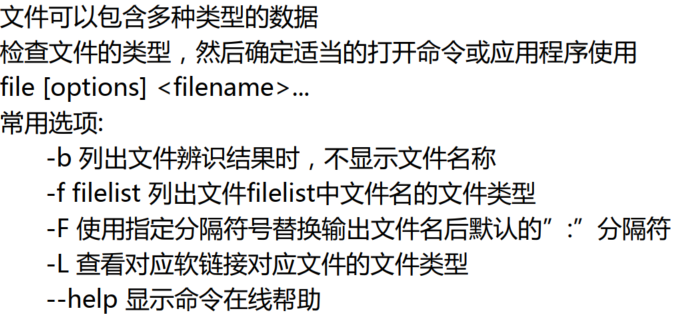 文件可以包含多种类型的数据
检查文件的类型，然后确定适当的打开命令或应用程序使用
file [options] <filename>...
常用选项:
-b 列出文件辨识结果时，不显示文件名称
-f filelist 列出文件filelist中文件名的文件类型
-F 使用指定分隔符号替换输出文件名后默认的”:”分隔符
-L 查看对应软链接对应文件的文件类型
--help 显示命令在线帮助